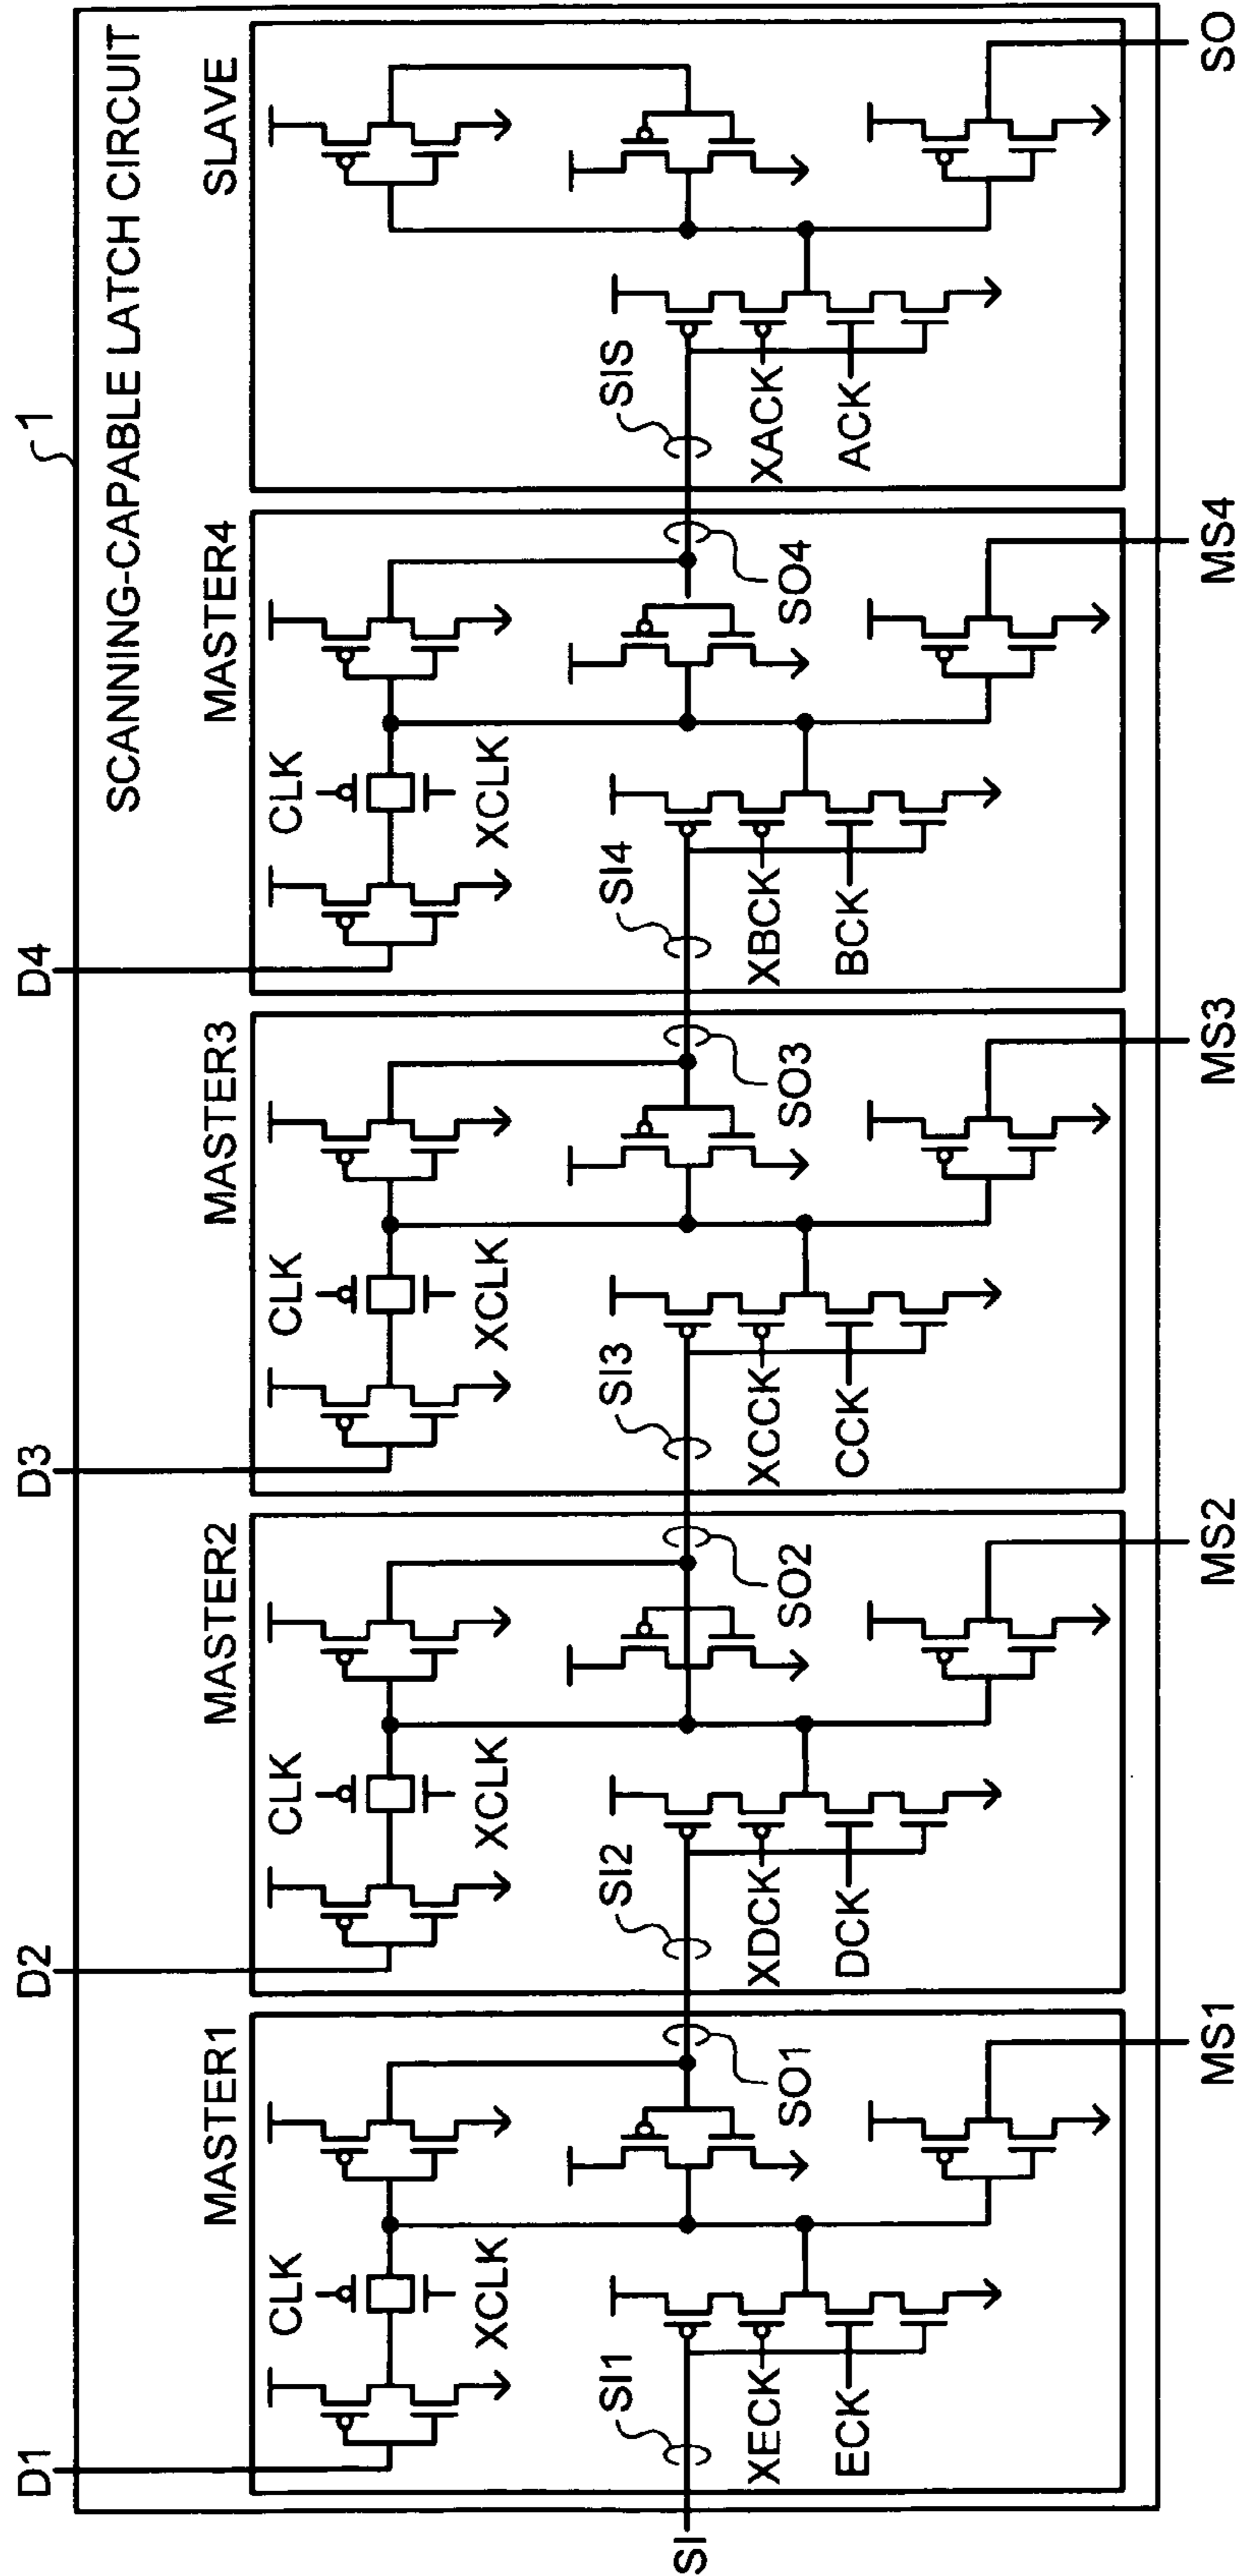 1
SCANNING-CAPABLE LATCH CIRCUIT
D1
D2
D3
D4
MASTER1
MASTER2
MASTER3
MASTER4
SLAVE
CLK
CLK
CLK
CLK
XCLK
XCLK
XCLK
XCLK
SI
SI1
SO1
SI2
SO2
SI3
SO3
SI4
SO4
SIS
XECK
XDCK
XCCK
XBCK
XACK
ECK
DCK
CCK
BCK
ACK
MS1
MS2
MS3
MS4
SO